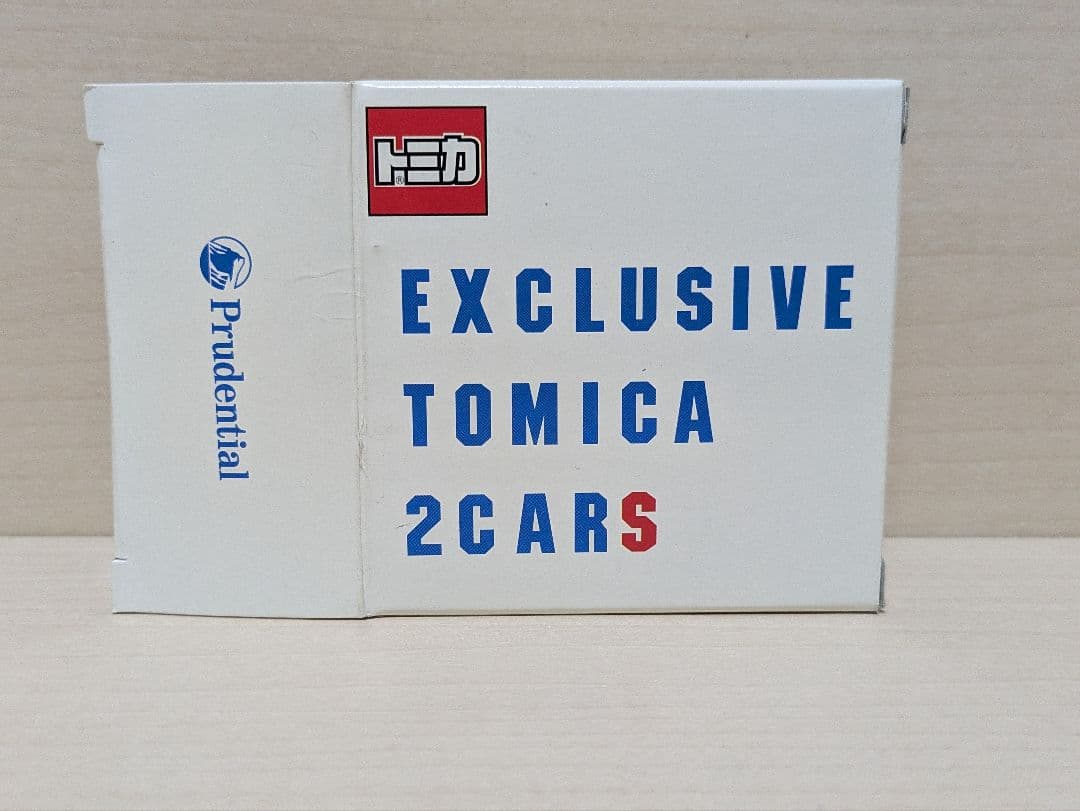 トミカ®
EXCLUSIVE
TOMICA
2CARS
Prudential